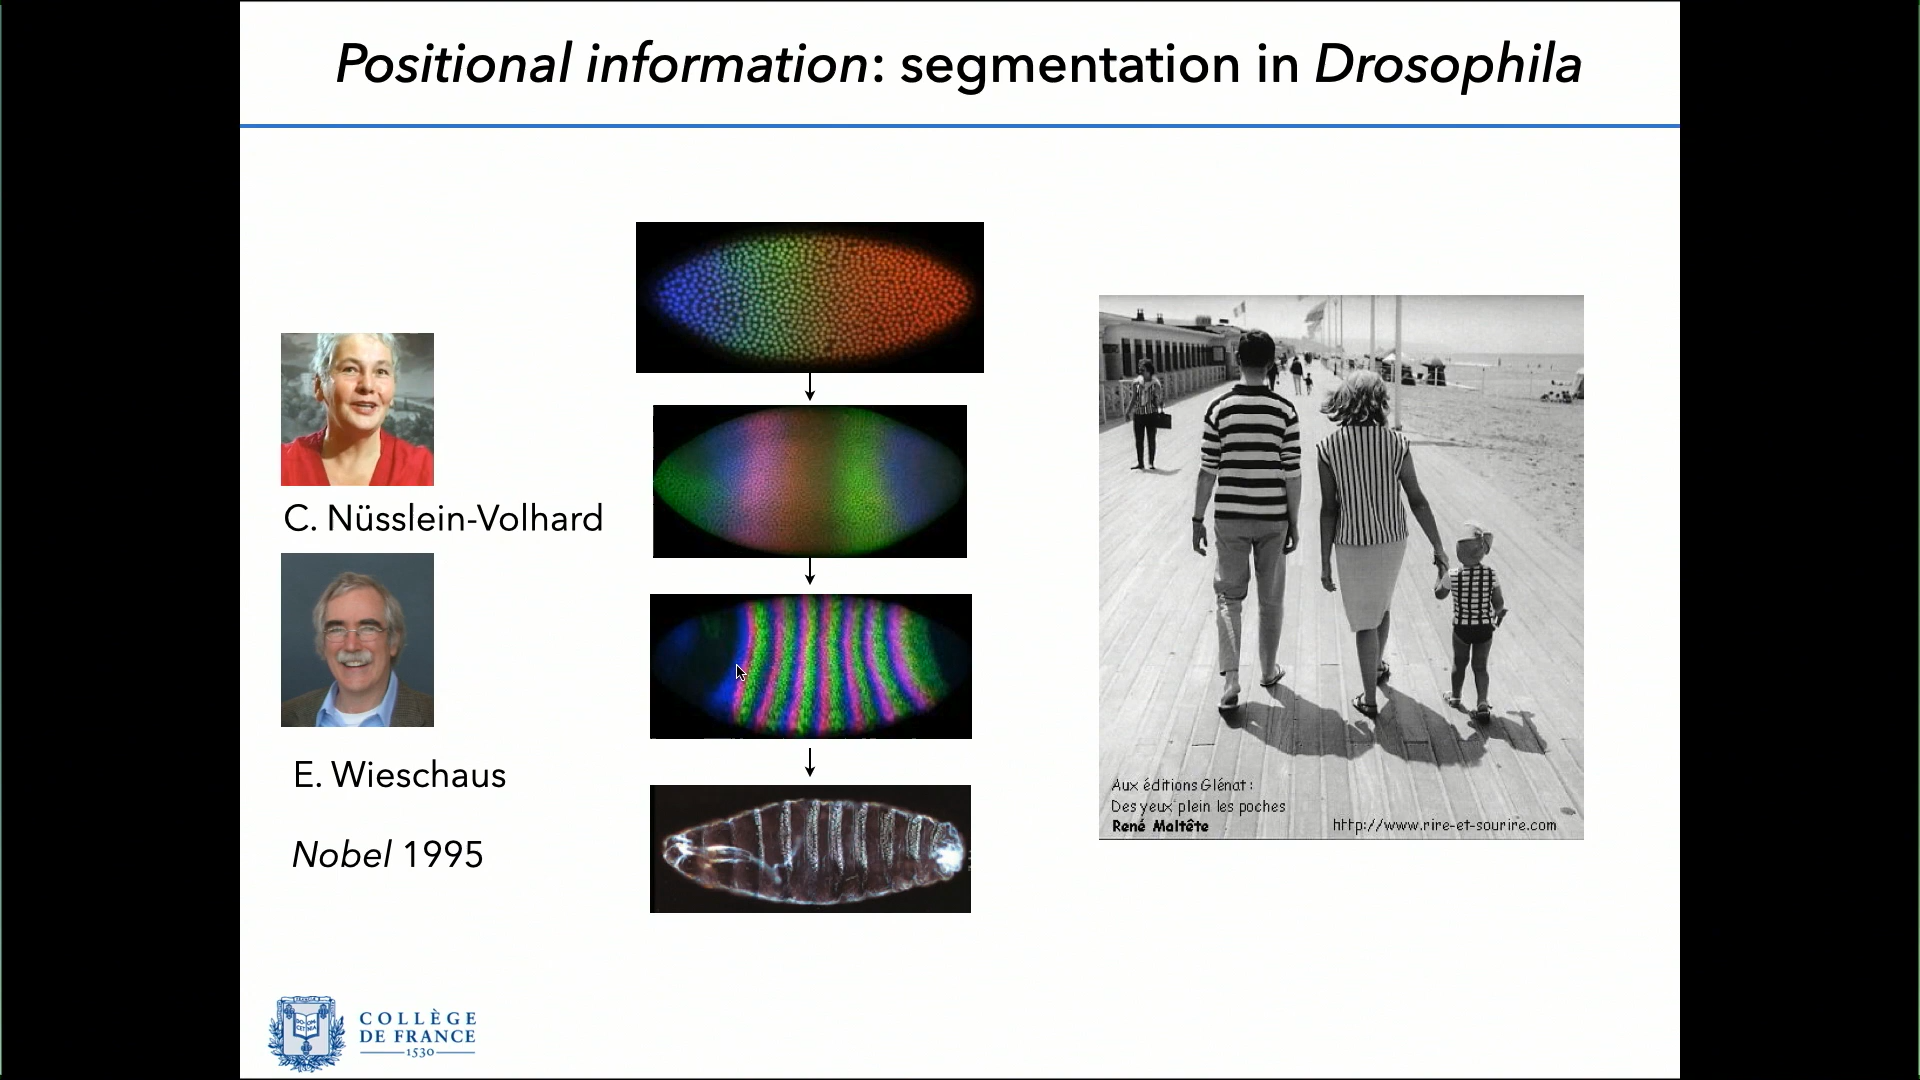 Positional information: segmentation in Drosophila
C. Nüsslein-Volhard
E. Wieschaus
Nobel 1995
Aux éditions Glénat :
Des yeux plein les poches
René Maltête
http://www.rire-et-sourire.com
COLLÈGE
DE FRANCE
1530